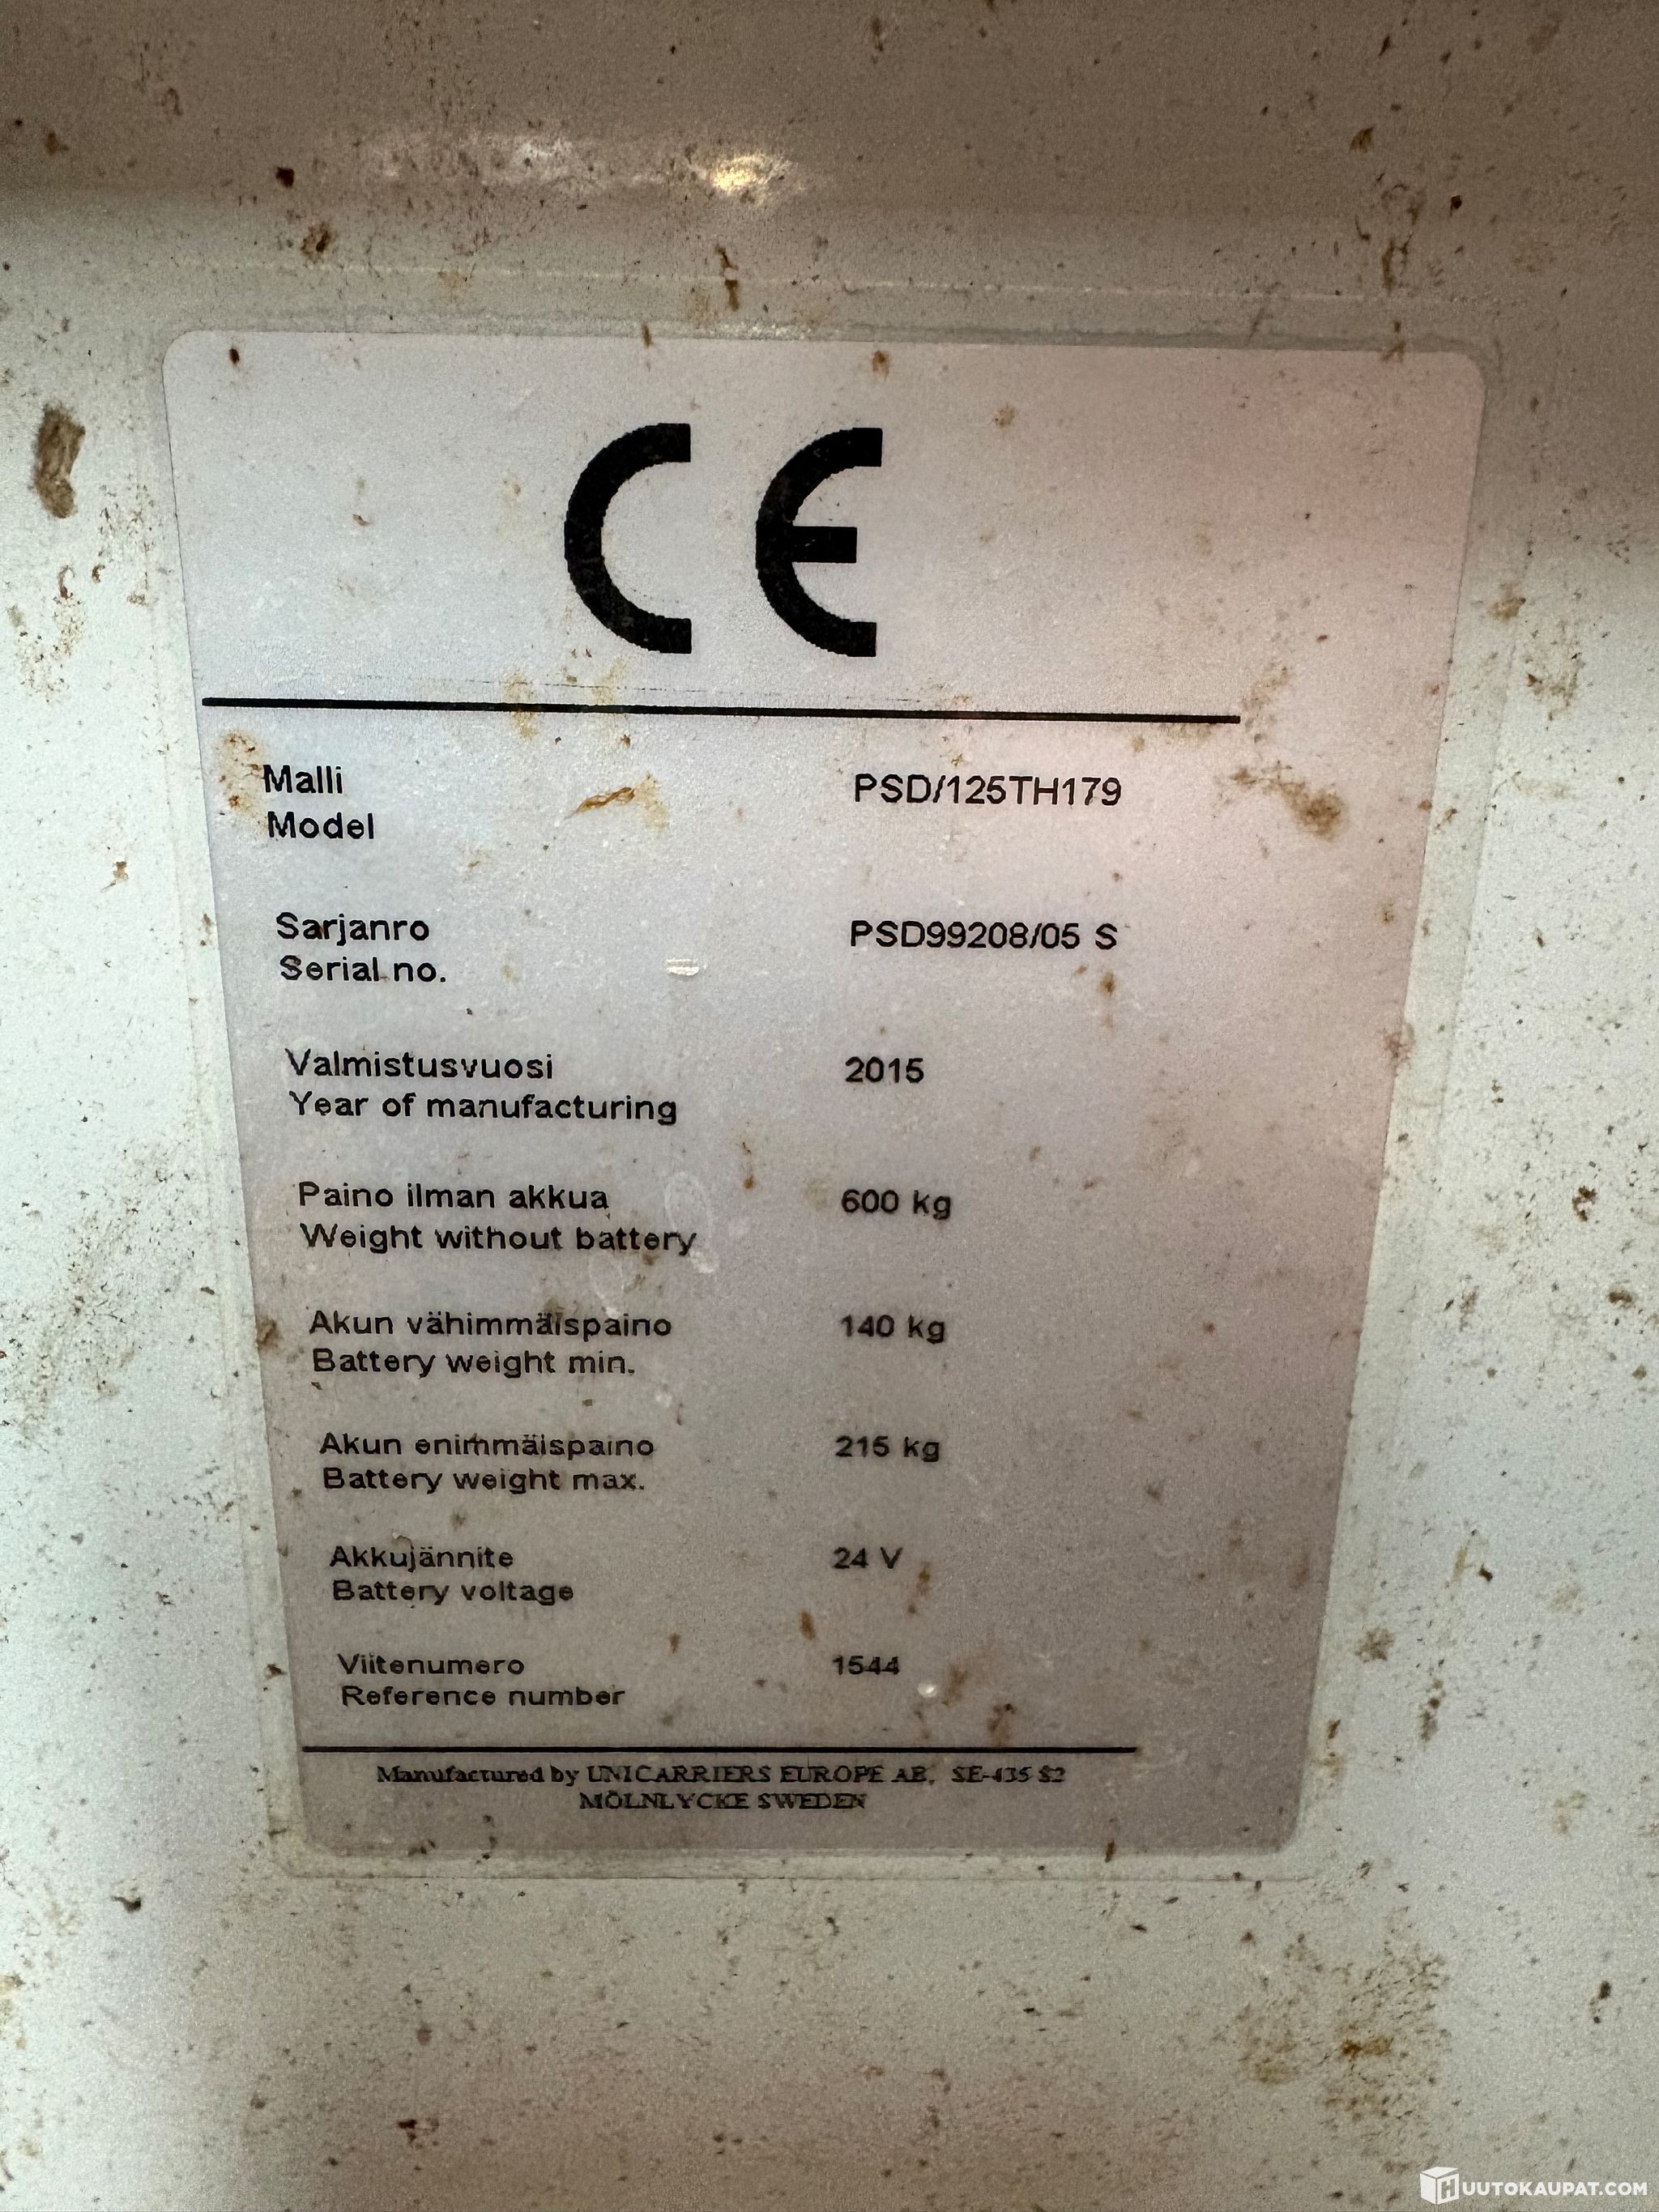 CE
Malli
Model
PSD/125TH179
Sarjanro
Serial no.
PSD99208/05 S
Valmistusvuosi
Year of manufacturing
2015
Paino ilman akkua
Weight without battery
600 kg
Akun vähimmäispaino
Battery weight min.
140 kg
Akun enimmäispaino
Battery weight max.
215 kg
Akkujännite
Battery voltage
24 V
Viitenumero
Reference number
1544
Manufactured by UNICARRIERS EUROPE AB, SE-435 82
MÖLNLYCKE SWEDEN
HUUTOKAUPAT.COM